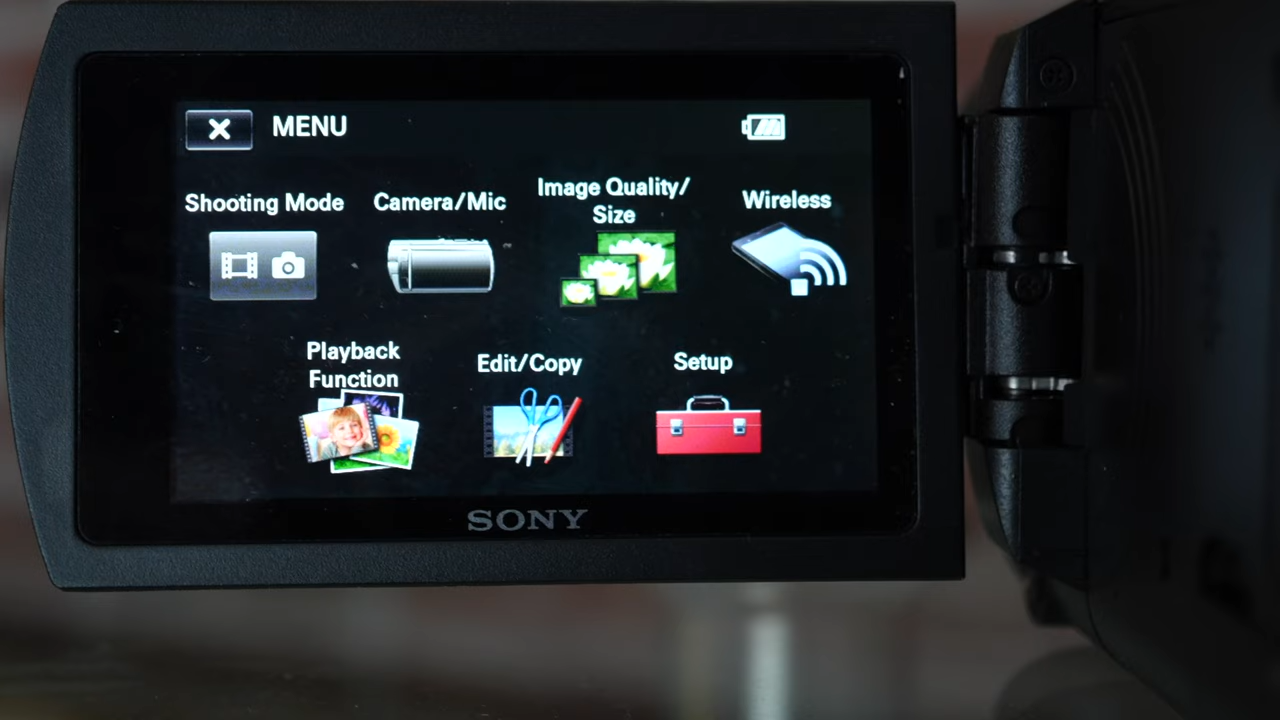 MENU
Shooting Mode
Camera/Mic
Image Quality/
Size
Wireless
Playback
Function
Edit/Copy
Setup
SONY